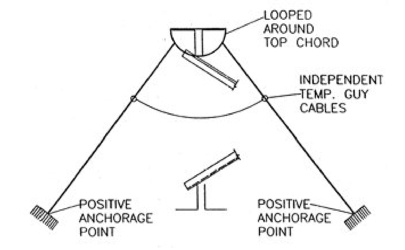 LOOPED
AROUND
TOP CHORD
INDEPENDENT
TEMP. GUY
CABLES
POSITIVE
ANCHORAGE
POINT
POSITIVE
ANCHORAGE
POINT